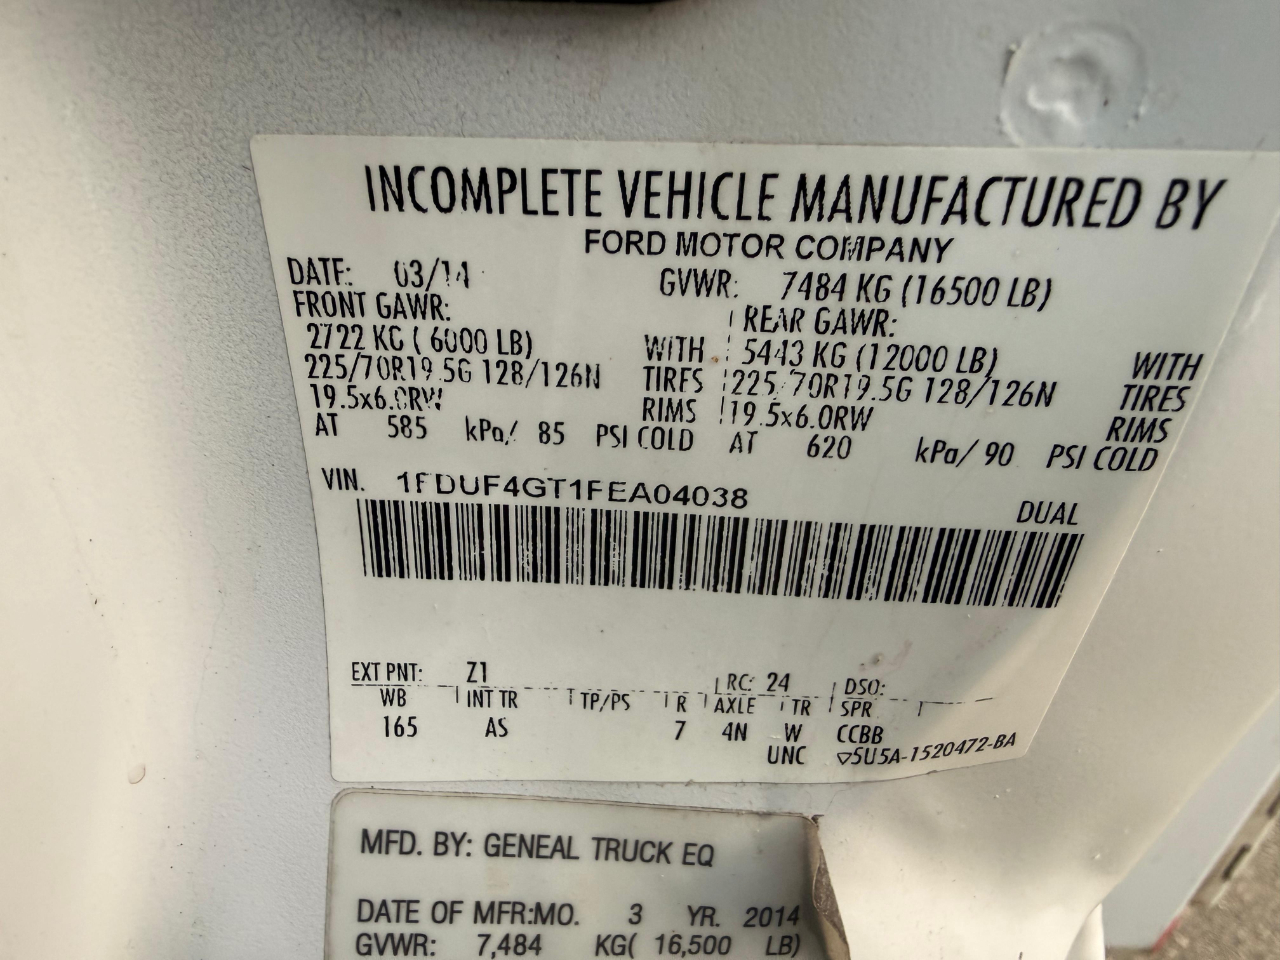 INCOMPLETE VEHICLE MANUFACTURED BY
FORD MOTOR COMPANY
DATE: 03/14 GVWR: 7484 KG (16500 LB)
FRONT GAWR: REAR GAWR:
2722 KG ( 6000 LB) WITH 5443 KG (12000 LB) WITH
225/70R19.5G 128/126N TIRES 225/70R19.5G 128/126N TIRES
19.5x6.0RW RIMS 19.5x6.0RW RIMS
AT 585 kPa/ 85 PSI COLD AT 620 kPa/ 90 PSI COLD
VIN. 1FDUF4GT1FEA04038
DUAL
EXT PNT: Z1 RC: 24 DSO:
WB INT TR TP/PS R AXLE TR SPR
165 AS 7 4N W CCBB
UNC ▽5U5A-1520472-BA
MFD. BY: GENEAL TRUCK EQ
DATE OF MFR:MO. 3 YR. 2014
GVWR: 7,484 KG( 16,500 LB)